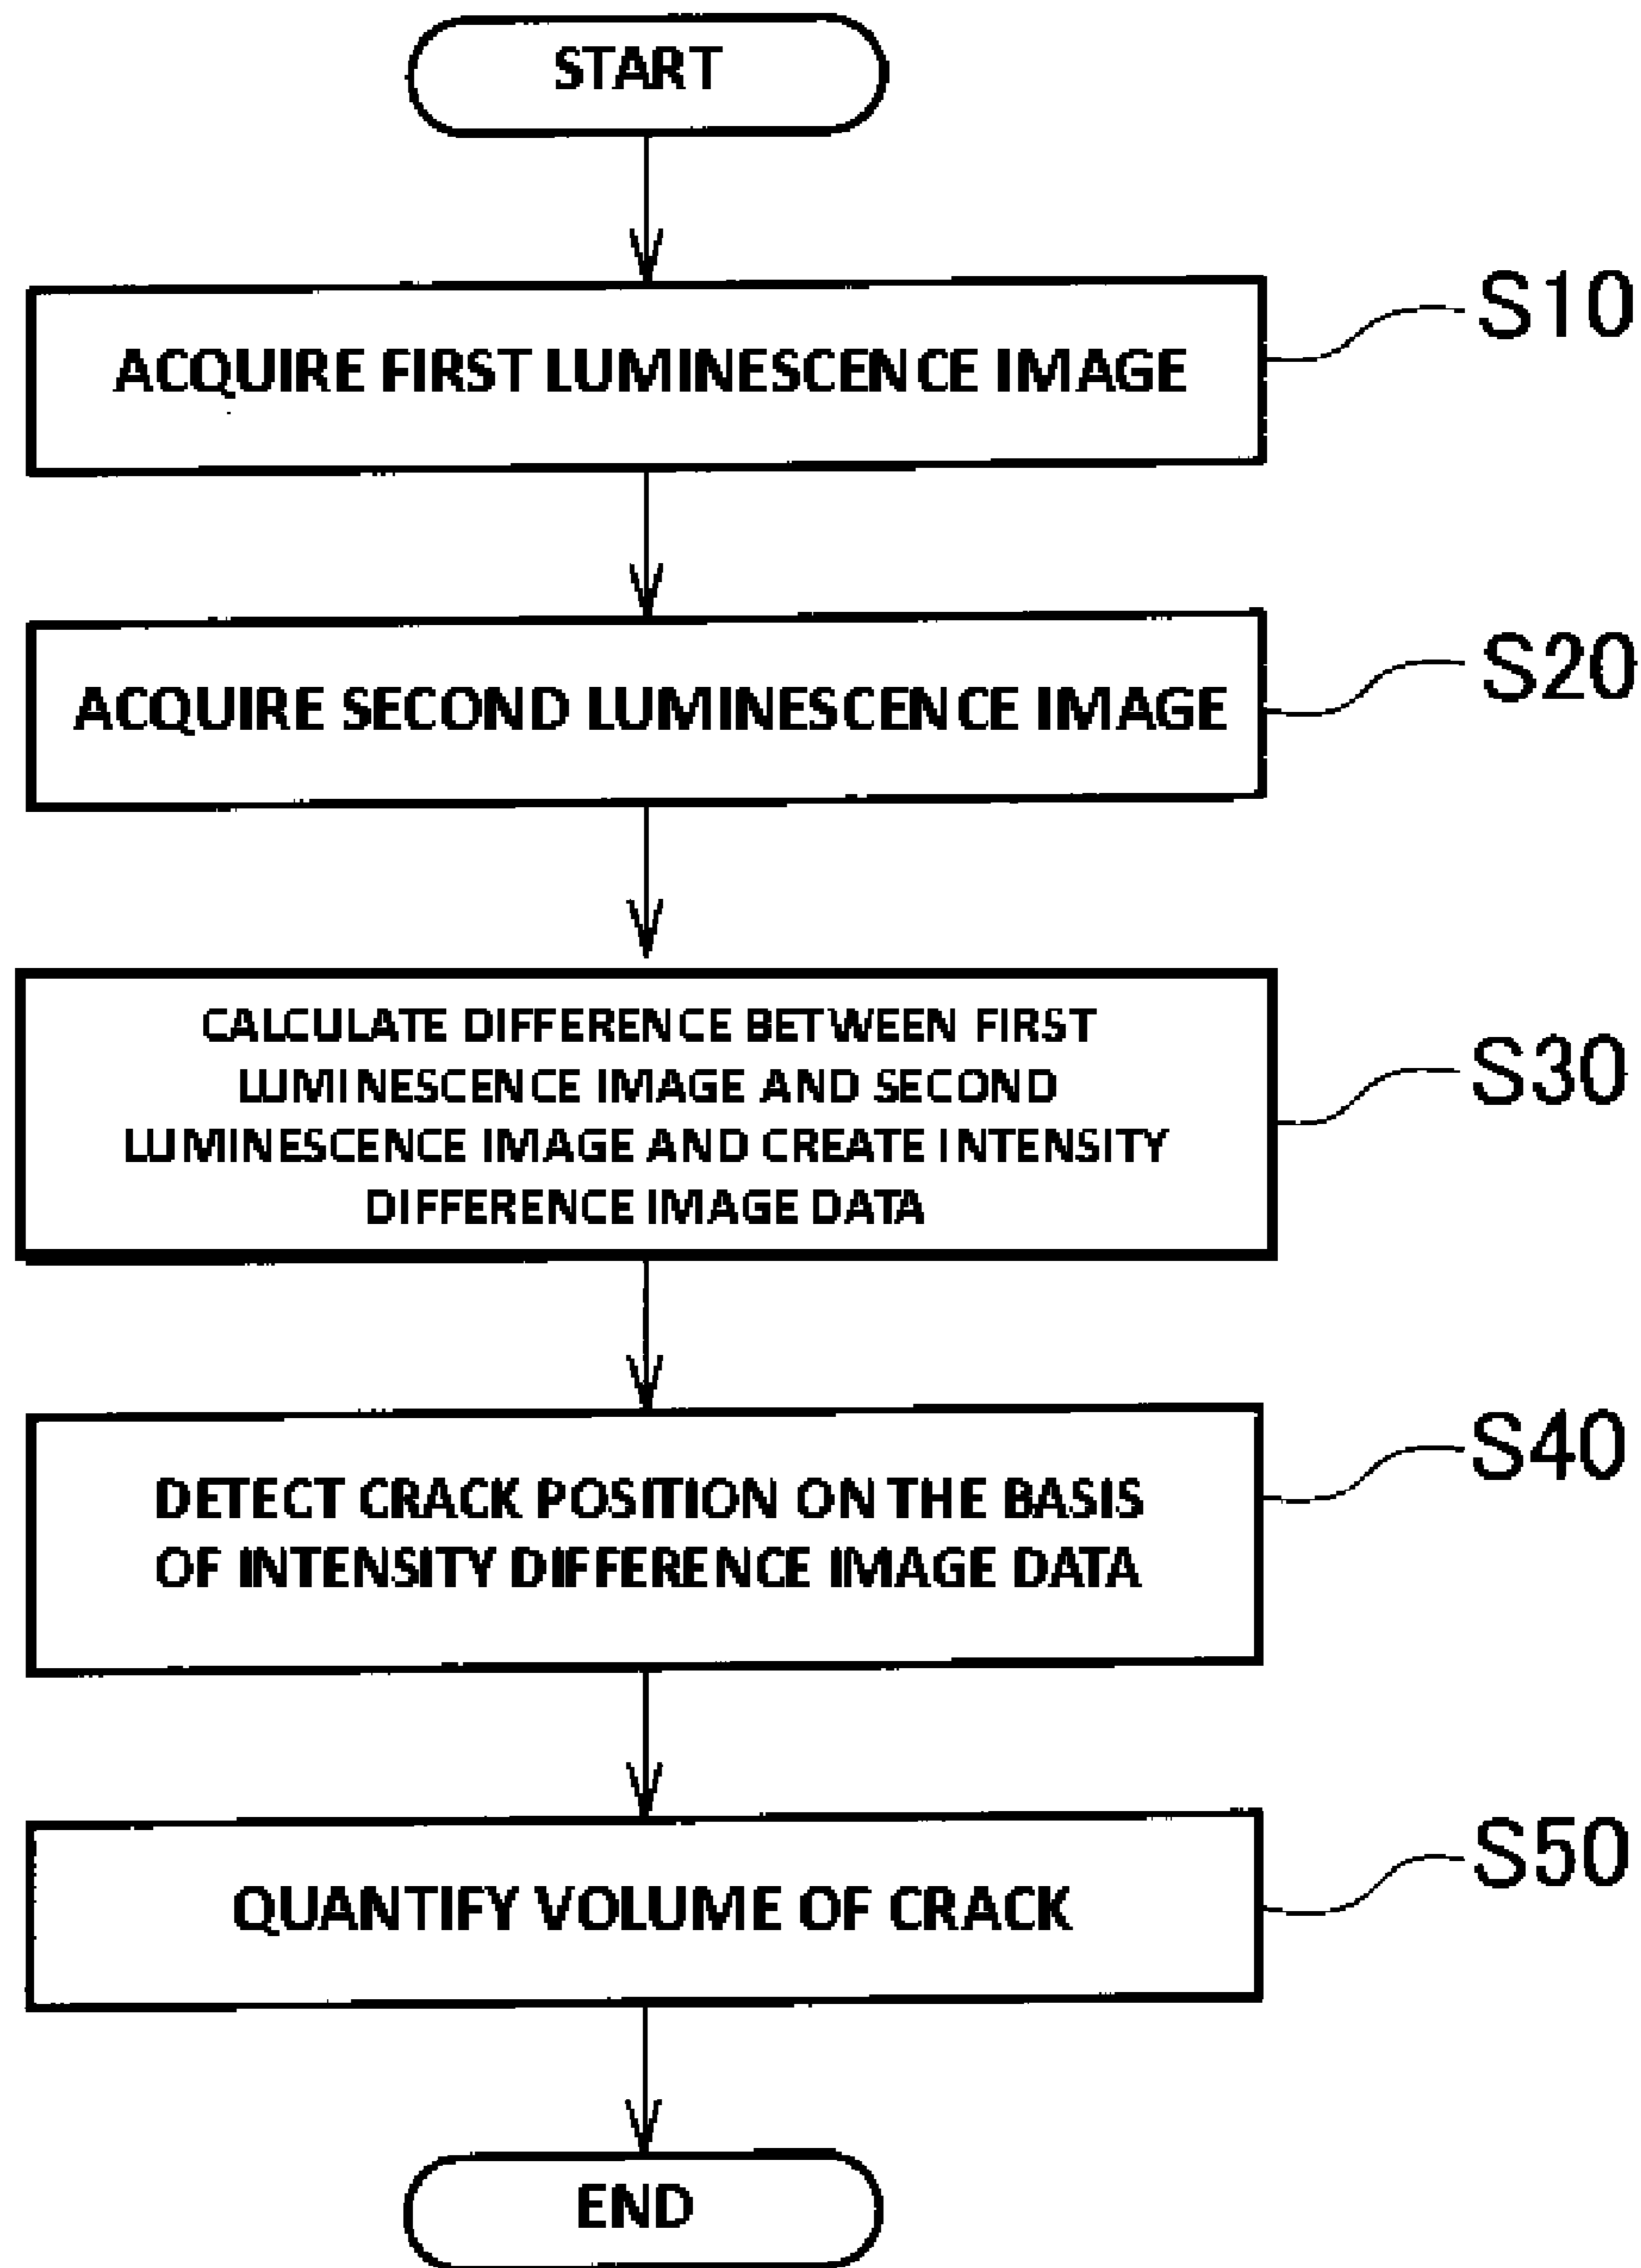 START
ACQUIRE FIRST LUMINESCENCE IMAGE
S10
ACQUIRE SECOND LUMINESCENCE IMAGE
S20
CALCULATE DIFFERENCE BETWEEN FIRST
LUMINESCENCE IMAGE AND SECOND
LUMINESCENCE IMAGE AND CREATE INTENSITY
DIFFERENCE IMAGE DATA
S30
DETECT CRACK POSITION ON THE BASIS
OF INTENSITY DIFFERENCE IMAGE DATA
S40
QUANTIFY VOLUME OF CRACK
S50
END